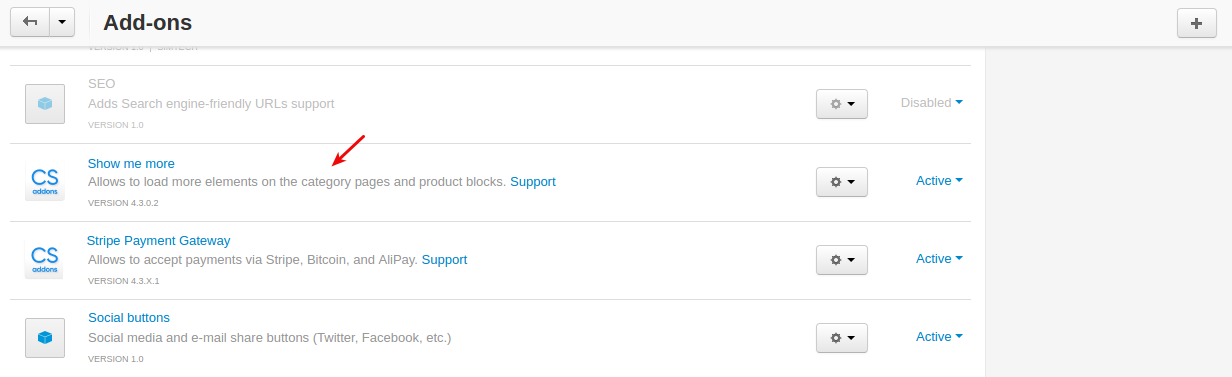 Add-ons
SEO
Adds Search engine-friendly URLs support
VERSION 1.0
Disabled
Show me more
Allows to load more elements on the category pages and product blocks. Support
VERSION 4.3.0.2
CS
addons
Active
Stripe Payment Gateway
Allows to accept payments via Stripe, Bitcoin, and AliPay. Support
VERSION 4.3.X.1
CS
addons
Active
Social buttons
Social media and e-mail share buttons (Twitter, Facebook, etc.)
VERSION 1.0
Active